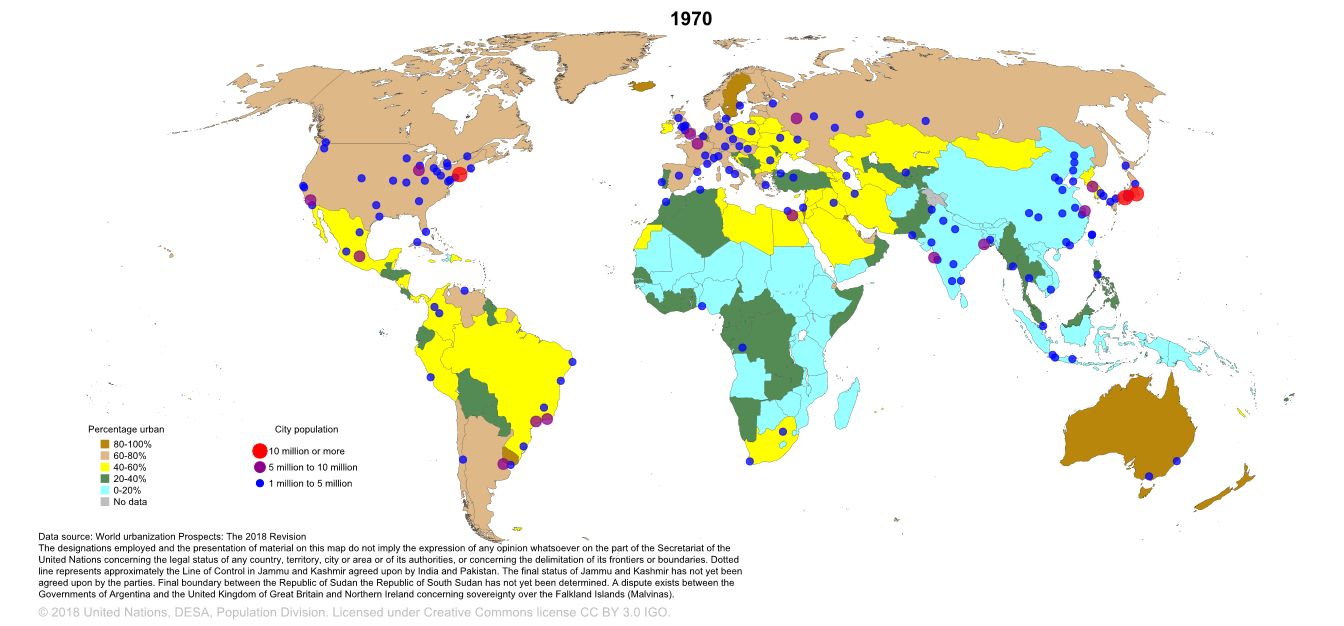 1970
Percentage urban
80-100%
60-80%
40-60%
20-40%
0-20%
No data
City population
10 million or more
5 million to 10 million
1 million to 5 million
Data source: World urbanization Prospects: The 2018 Revision
The designations employed and the presentation of material on this map do not imply the expression of any opinion whatsoever on the part of the Secretariat of the
United Nations concerning the legal status of any country, territory, city or area or of its authorities, or concerning the delimitation of its frontiers or boundaries. Dotted
line represents approximately the Line of Control in Jammu and Kashmir agreed upon by India and Pakistan. The final status of Jammu and Kashmir has not yet been
agreed upon by the parties. Final boundary between the Republic of Sudan the Republic of South Sudan has not yet been determined. A dispute exists between the
Governments of Argentina and the United Kingdom of Great Britain and Northern Ireland concerning sovereignty over the Falkland Islands (Malvinas).
© 2018 United Nations, DESA, Population Division. Licensed under Creative Commons license CC BY 3.0 IGO.